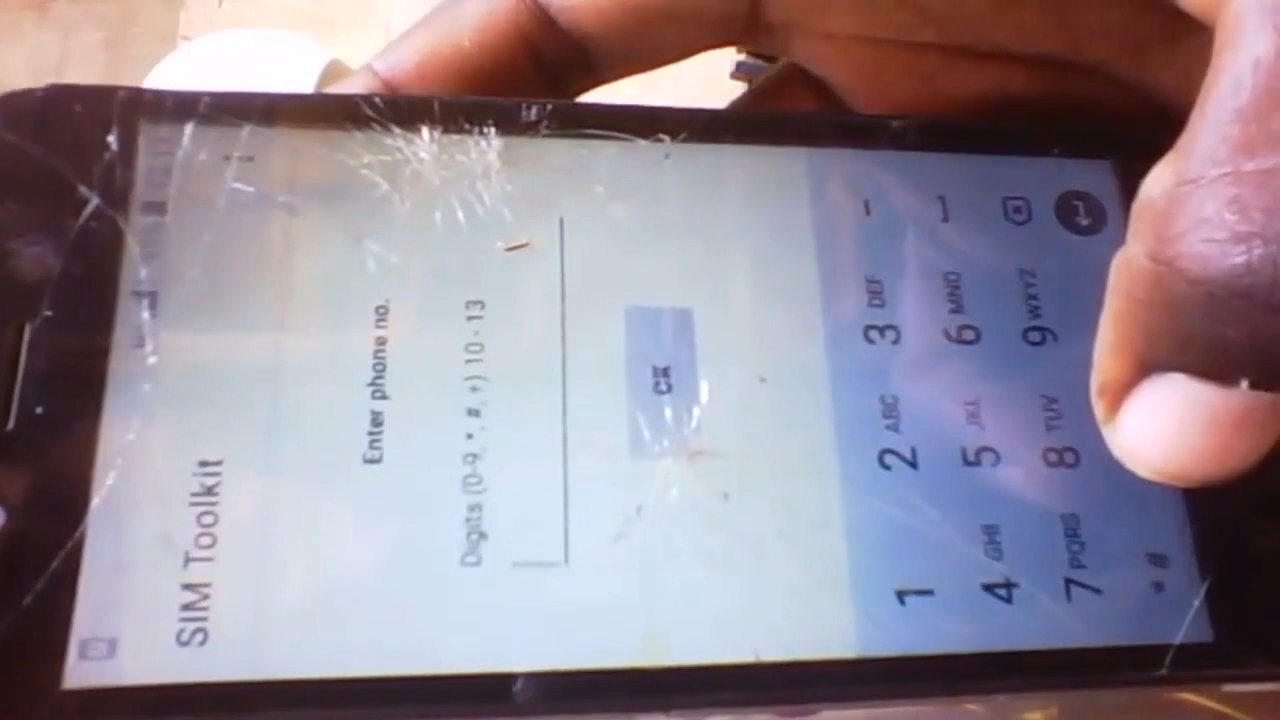 SIM Toolkit
Enter phone no.
Digits (0-9, *, #, +) 10 - 13
OK
1 2 ABC 3 DEF -
4 GHI 5 JKL 6 MNO
7 PQRS 8 TUV 9 WXYZ
* #